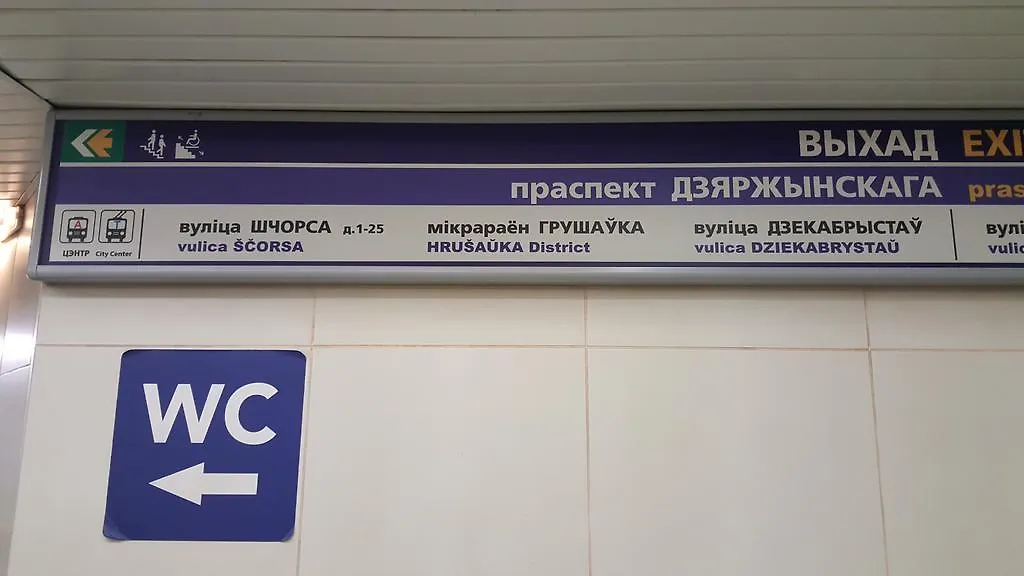 ВЫХАД EXI
праспект ДЗЯРЖЫНСКАГА pras
A
ЦЭНТР City Center
вуліца ШЧОРСА д.1-25
vulica ŠČORSA
мікрараён ГРУШАЎКА
HRUŠAŬKA District
вуліца ДЗЕКАБРЫСТАЎ
vulica DZIEKABRYSTAŬ
вулі
vulic
WC